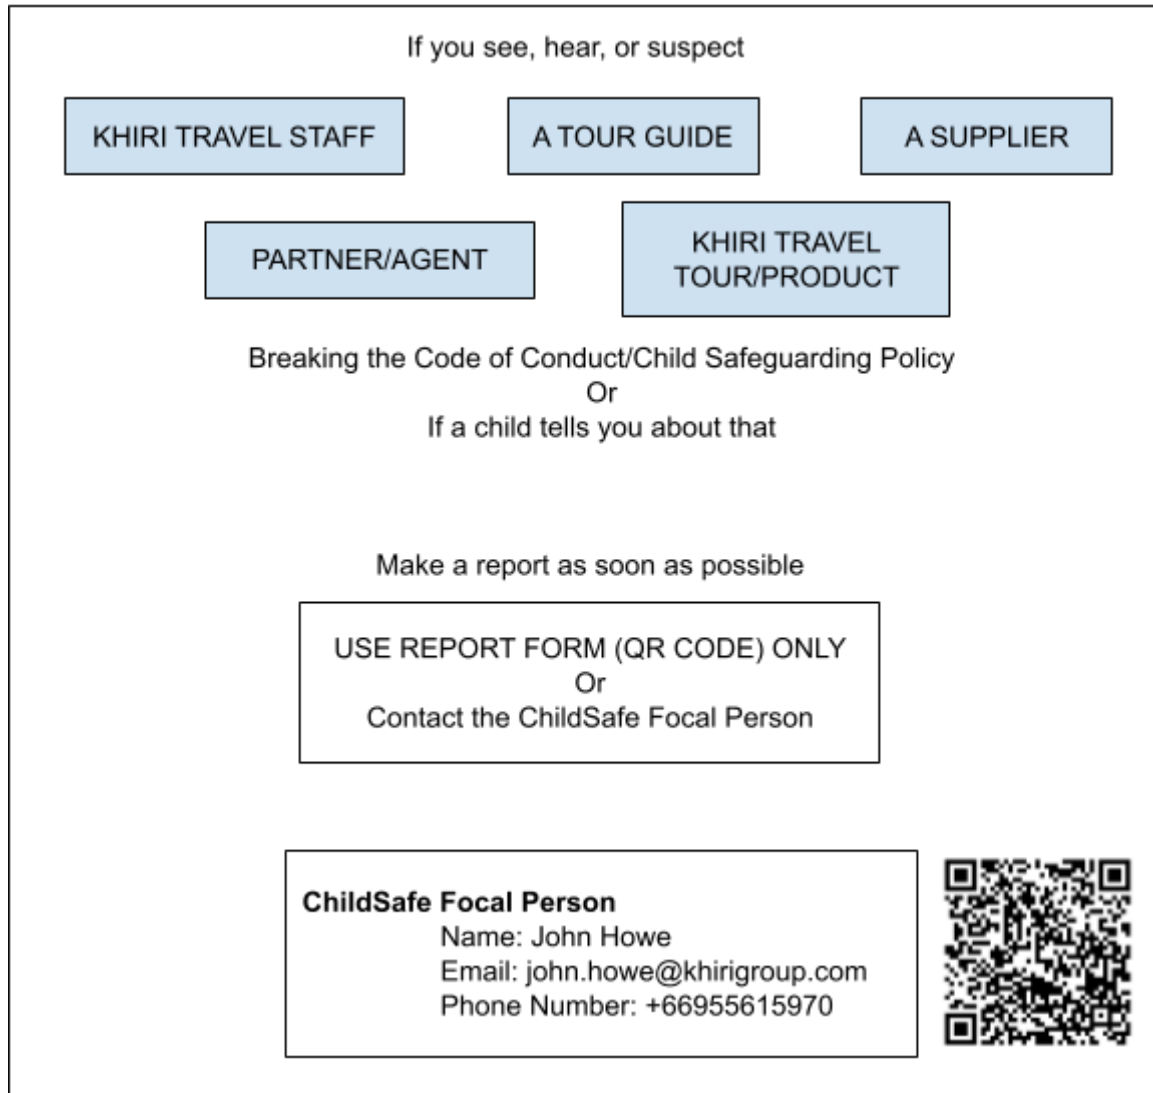 If you see, hear, or suspect
KHIRI TRAVEL STAFF
A TOUR GUIDE
A SUPPLIER
PARTNER/AGENT
KHIRI TRAVEL
TOUR/PRODUCT
Breaking the Code of Conduct/Child Safeguarding Policy
Or
If a child tells you about that
Make a report as soon as possible
USE REPORT FORM (QR CODE) ONLY
Or
Contact the ChildSafe Focal Person
ChildSafe Focal Person
Name: John Howe
Email: john.howe@khirigroup.com
Phone Number: +66955615970